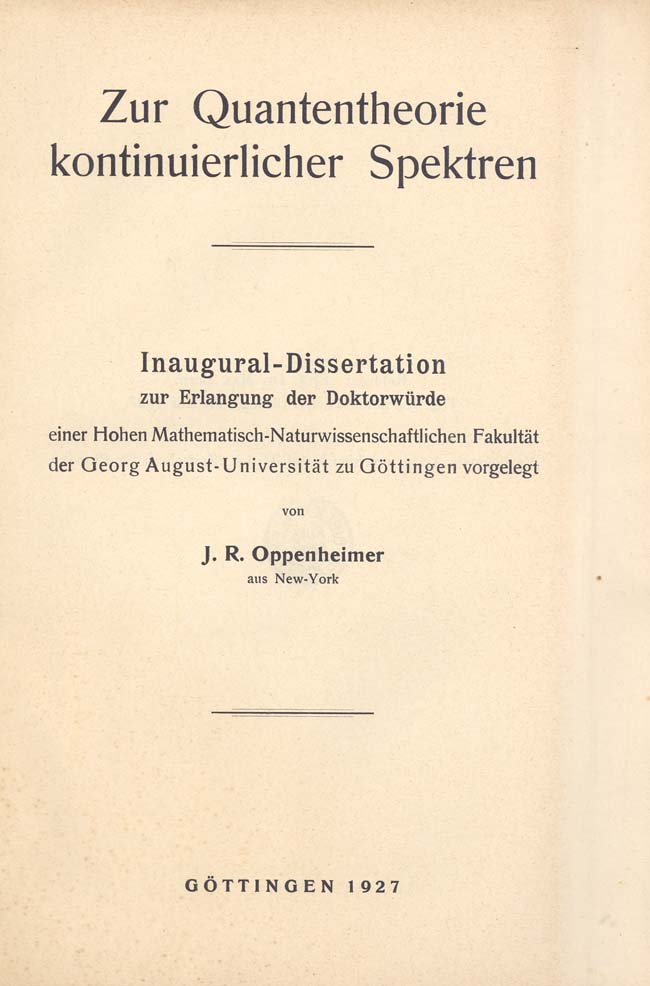 Zur Quantentheorie
kontinuierlicher Spektren
Inaugural-Dissertation
zur Erlangung der Doktorwürde
einer Hohen Mathematisch-Naturwissenschaftlichen Fakultät
der Georg August-Universität zu Göttingen vorgelegt
von
J. R. Oppenheimer
aus New-York
GÖTTINGEN 1927